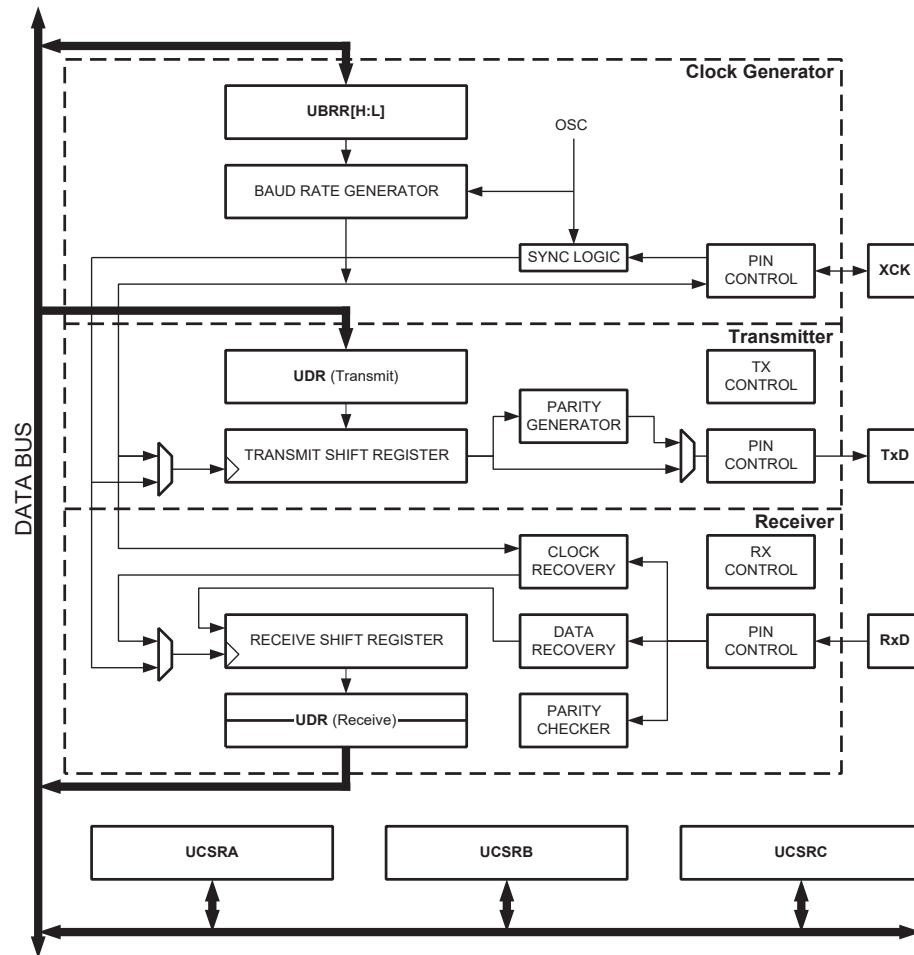 Clock Generator
UBRR[H:L]
OSC
BAUD RATE GENERATOR
SYNC LOGIC
PIN
CONTROL
XCK
Transmitter
UDR (Transmit)
TX
CONTROL
PARITY
GENERATOR
TRANSMIT SHIFT REGISTER
PIN
CONTROL
TxD
DATA BUS
Receiver
CLOCK
RECOVERY
RX
CONTROL
RECEIVE SHIFT REGISTER
DATA
RECOVERY
PIN
CONTROL
RxD
UDR (Receive)
PARITY
CHECKER
UCSRA
UCSRB
UCSRC